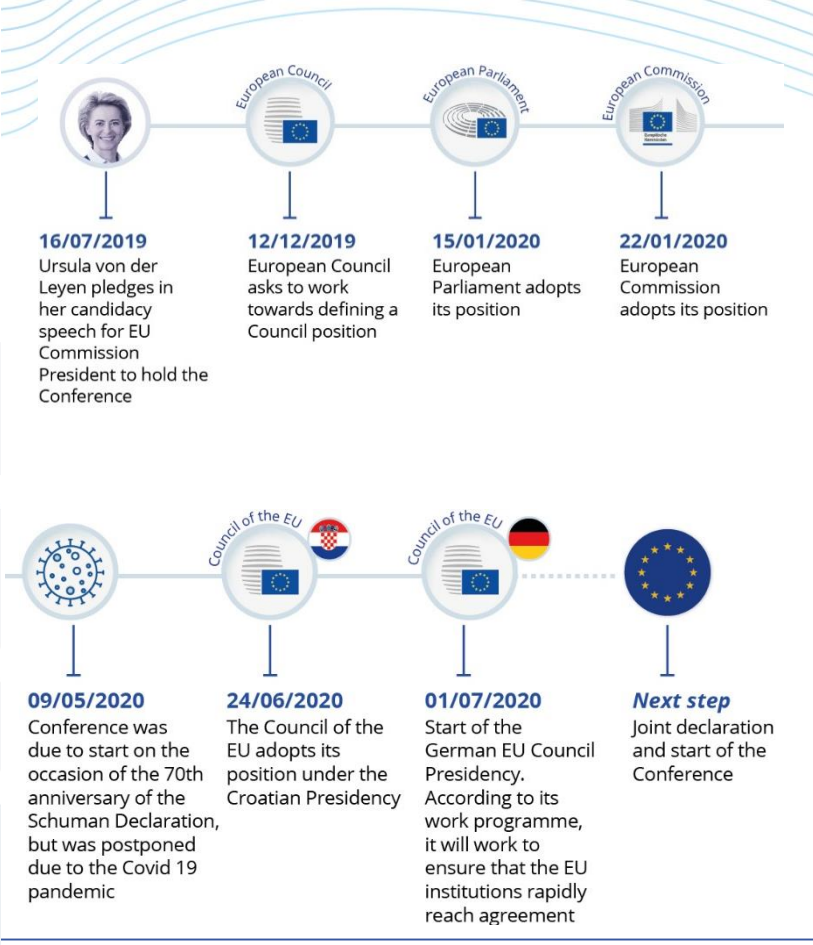 European Council
European Parliament
European Commission
Europäische
Kommission
16/07/2019
Ursula von der
Leyen pledges in
her candidacy
speech for EU
Commission
President to hold the
Conference
12/12/2019
European Council
asks to work
towards defining a
Council position
15/01/2020
European
Parliament adopts
its position
22/01/2020
European
Commission
adopts its position
Council of the EU
Council of the EU
09/05/2020
Conference was
due to start on the
occasion of the 70th
anniversary of the
Schuman Declaration,
but was postponed
due to the Covid 19
pandemic
24/06/2020
The Council of the
EU adopts its
position under the
Croatian Presidency
01/07/2020
Start of the
German EU Council
Presidency.
According to its
work programme,
it will work to
ensure that the EU
institutions rapidly
reach agreement
Next step
Joint declaration
and start of the
Conference